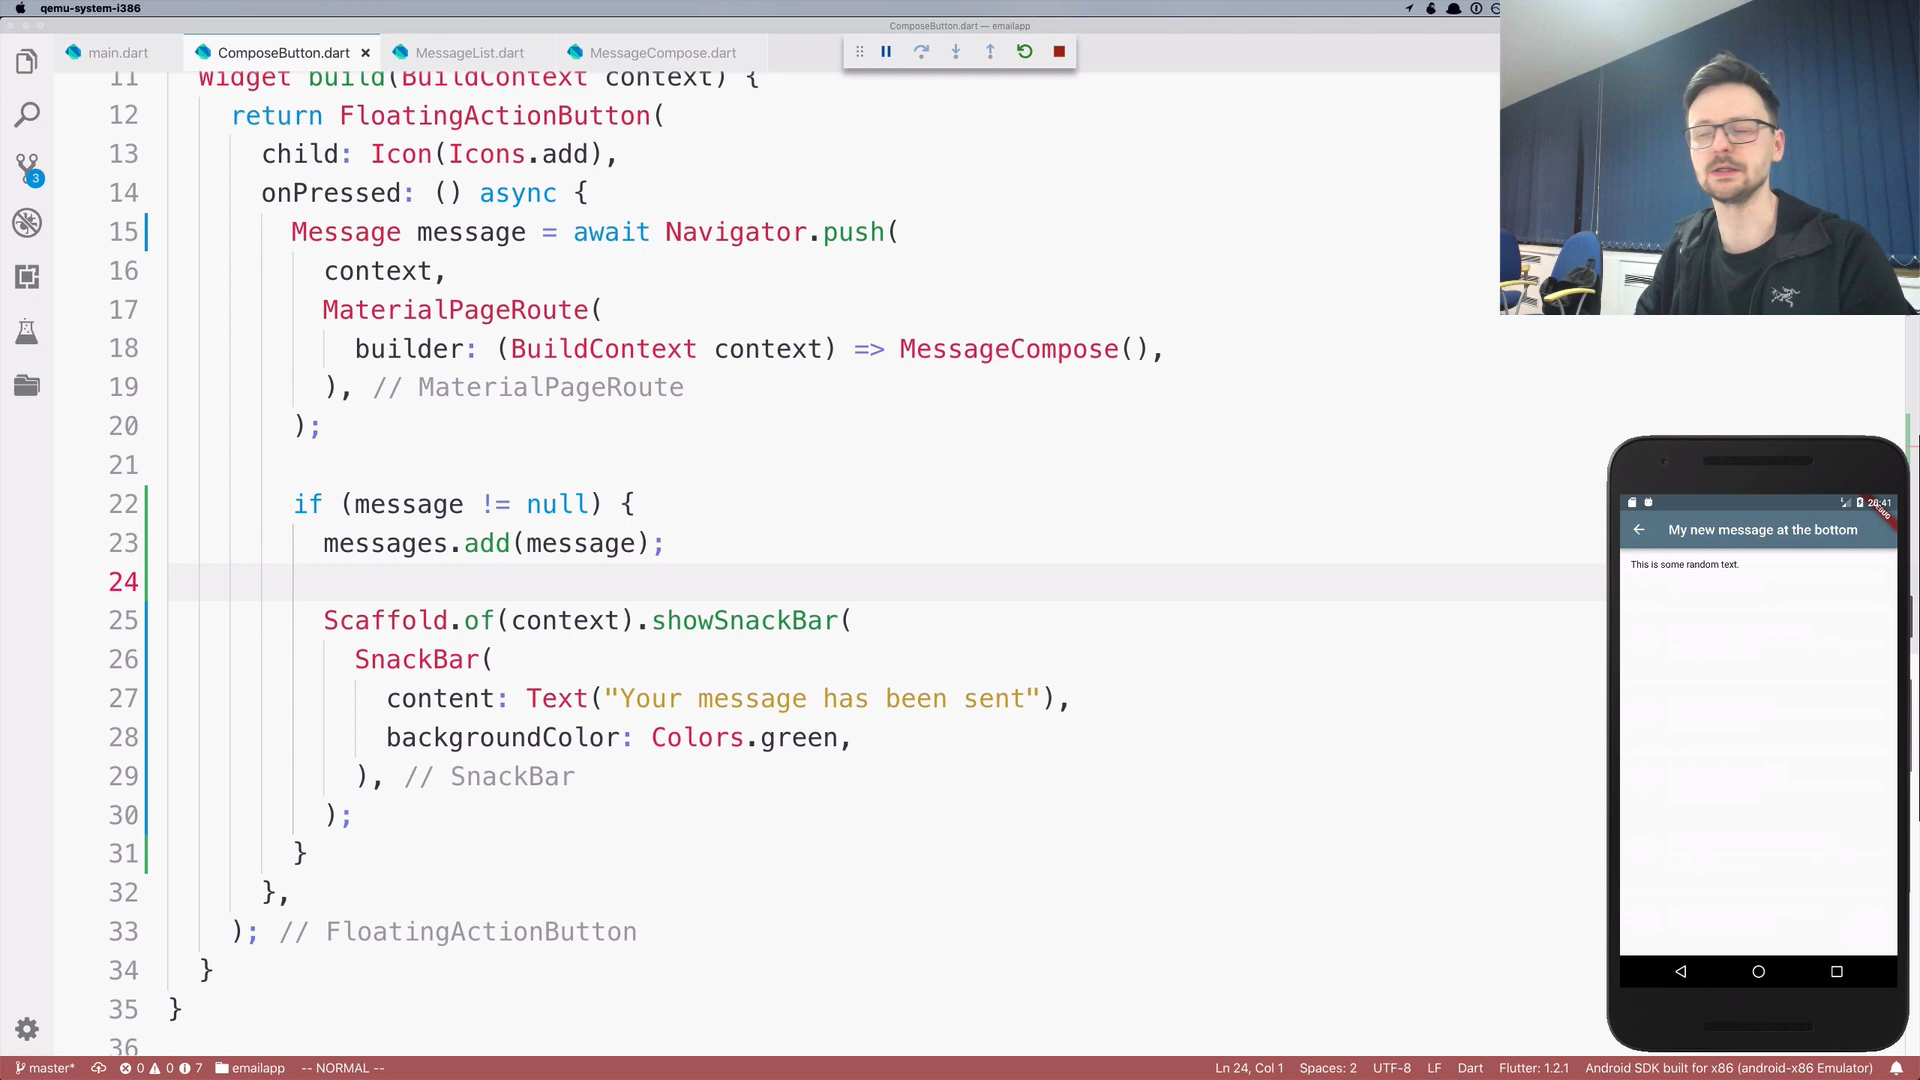 qemu-system-i386
ComposeButton.dart — emailapp
main.dart
ComposeButton.dart
MessageList.dart
MessageCompose.dart
11 Widget build(BuildContext context) {
12 return FloatingActionButton(
13 child: Icon(Icons.add),
14 onPressed: () async {
15 Message message = await Navigator.push(
16 context,
17 MaterialPageRoute(
18 builder: (BuildContext context) => MessageCompose(),
19 ), // MaterialPageRoute
20 );
21
22 if (message != null) {
23 messages.add(message);
24
25 Scaffold.of(context).showSnackBar(
26 SnackBar(
27 content: Text("Your message has been sent"),
28 backgroundColor: Colors.green,
29 ), // SnackBar
30 );
31 }
32 },
33 ); // FloatingActionButton
34 }
35 }
36
3
20:41
DEBUG
My new message at the bottom
This is some random text.
master* 0 0 7 emailapp -- NORMAL -- Ln 24, Col 1 Spaces: 2 UTF-8 LF Dart Flutter: 1.2.1 Android SDK built for x86 (android-x86 Emulator)